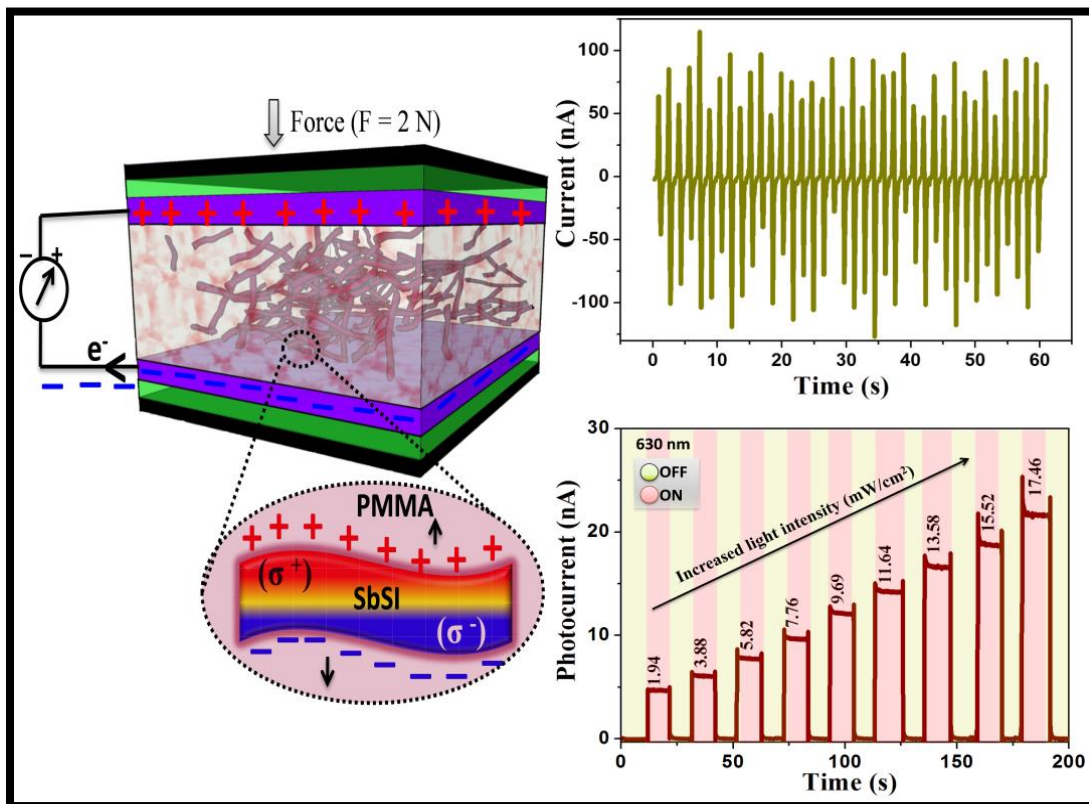 Force (F = 2 N)
+ + + + + + + + + +
−
+
e-
PMMA
(σ +)
SbSI
(σ -)
100
50
0
-50
-100
Current (nA)
0
10
20
30
40
50
60
Time (s)
630 nm
OFF
ON
Increased light intensity (mW/cm²)
1.94
3.88
5.82
7.76
9.69
11.64
13.58
15.52
17.46
30
20
10
0
Photocurrent (nA)
0
50
100
150
200
Time (s)